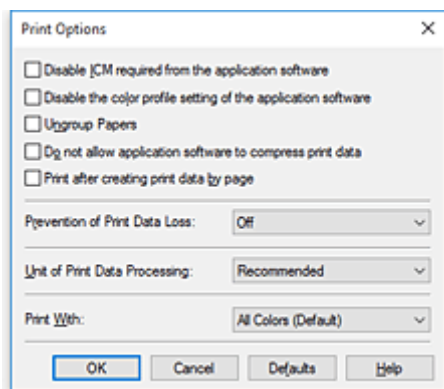 Print Options
Disable ICM required from the application software
Disable the color profile setting of the application software
Ungroup Papers
Do not allow application software to compress print data
Print after creating print data by page
Prevention of Print Data Loss: Off
Unit of Print Data Processing: Recommended
Print With: All Colors (Default)
OK Cancel Defaults Help